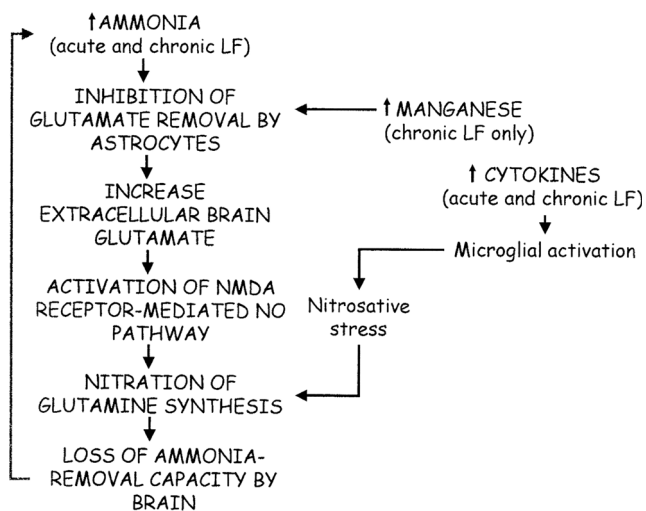 ↑AMMONIA
(acute and chronic LF)
INHIBITION OF
GLUTAMATE REMOVAL BY
ASTROCYTES
↑MANGANESE
(chronic LF only)
↑ CYTOKINES
(acute and chronic LF)
INCREASE
EXTRACELLULAR BRAIN
GLUTAMATE
Microglial activation
ACTIVATION OF NMDA
RECEPTOR-MEDIATED NO
PATHWAY
Nitrosative
stress
NITRATION OF
GLUTAMINE SYNTHESIS
LOSS OF AMMONIA-
REMOVAL CAPACITY BY
BRAIN